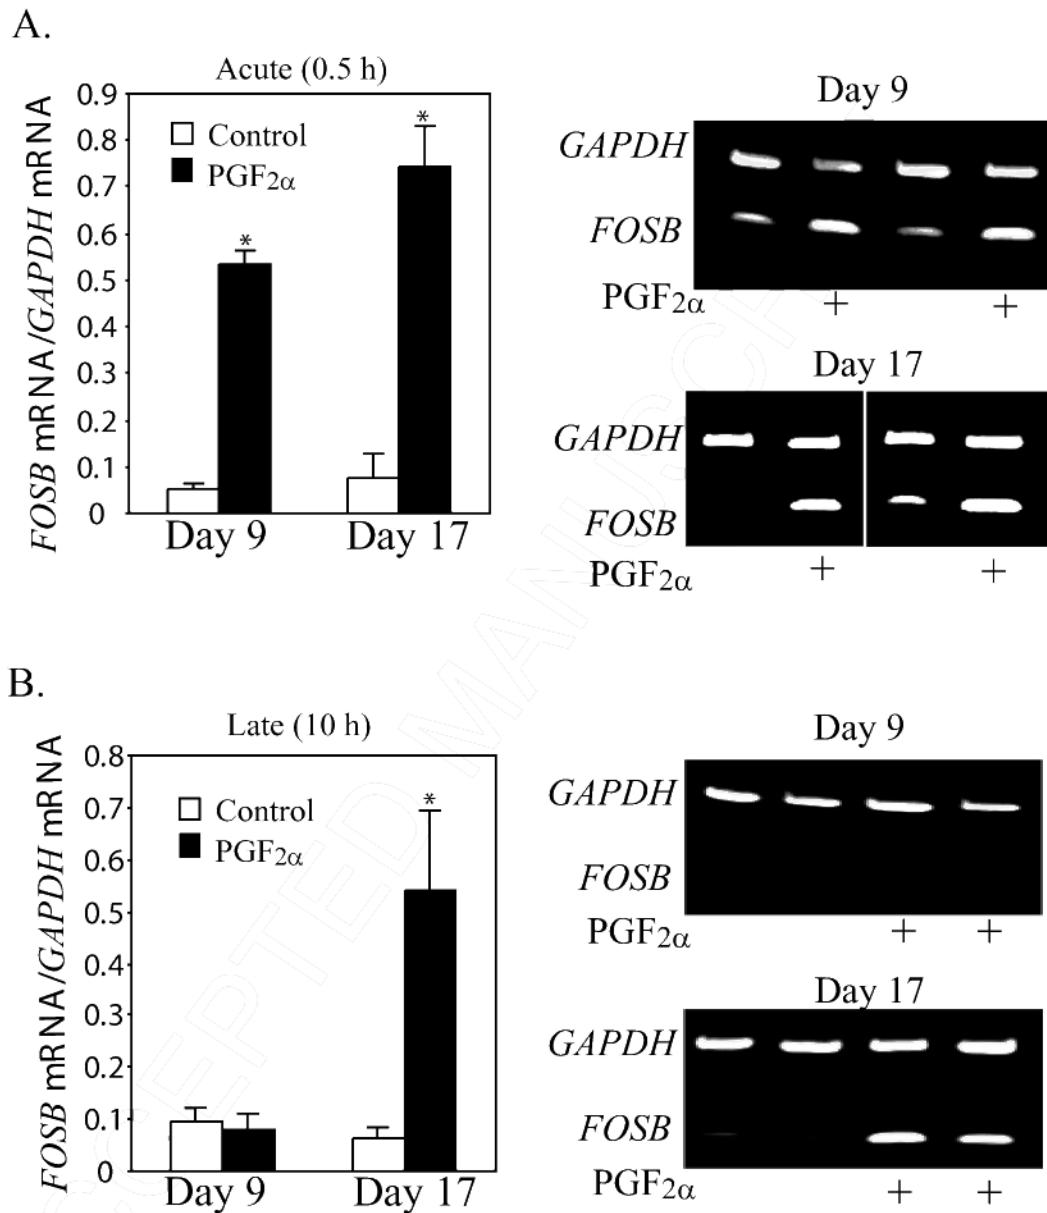 A.
Acute (0.5 h)
FOSB mRNA/GAPDH mRNA
0.9
0.8
0.7
0.6
0.5
0.4
0.3
0.2
0.1
0
Control
PGF2α
*
*
Day 9 Day 17
Day 9
GAPDH
FOSB
PGF2α + +
Day 17
GAPDH
FOSB
PGF2α + +
B.
Late (10 h)
FOSB mRNA/GAPDH mRNA
0.8
0.7
0.6
0.5
0.4
0.3
0.2
0.1
0
Control
PGF2α
*
Day 9 Day 17
Day 9
GAPDH
FOSB
PGF2α + +
Day 17
GAPDH
FOSB
PGF2α + +
CCEPTED MANUSCR